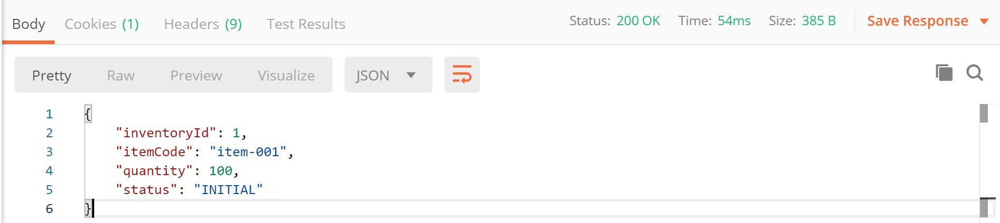 Body Cookies (1) Headers (9) Test Results Status: 200 OK Time: 54ms Size: 385 B Save Response
Pretty Raw Preview Visualize JSON
1 {
2 "inventoryId": 1,
3 "itemCode": "item-001",
4 "quantity": 100,
5 "status": "INITIAL"
6 }